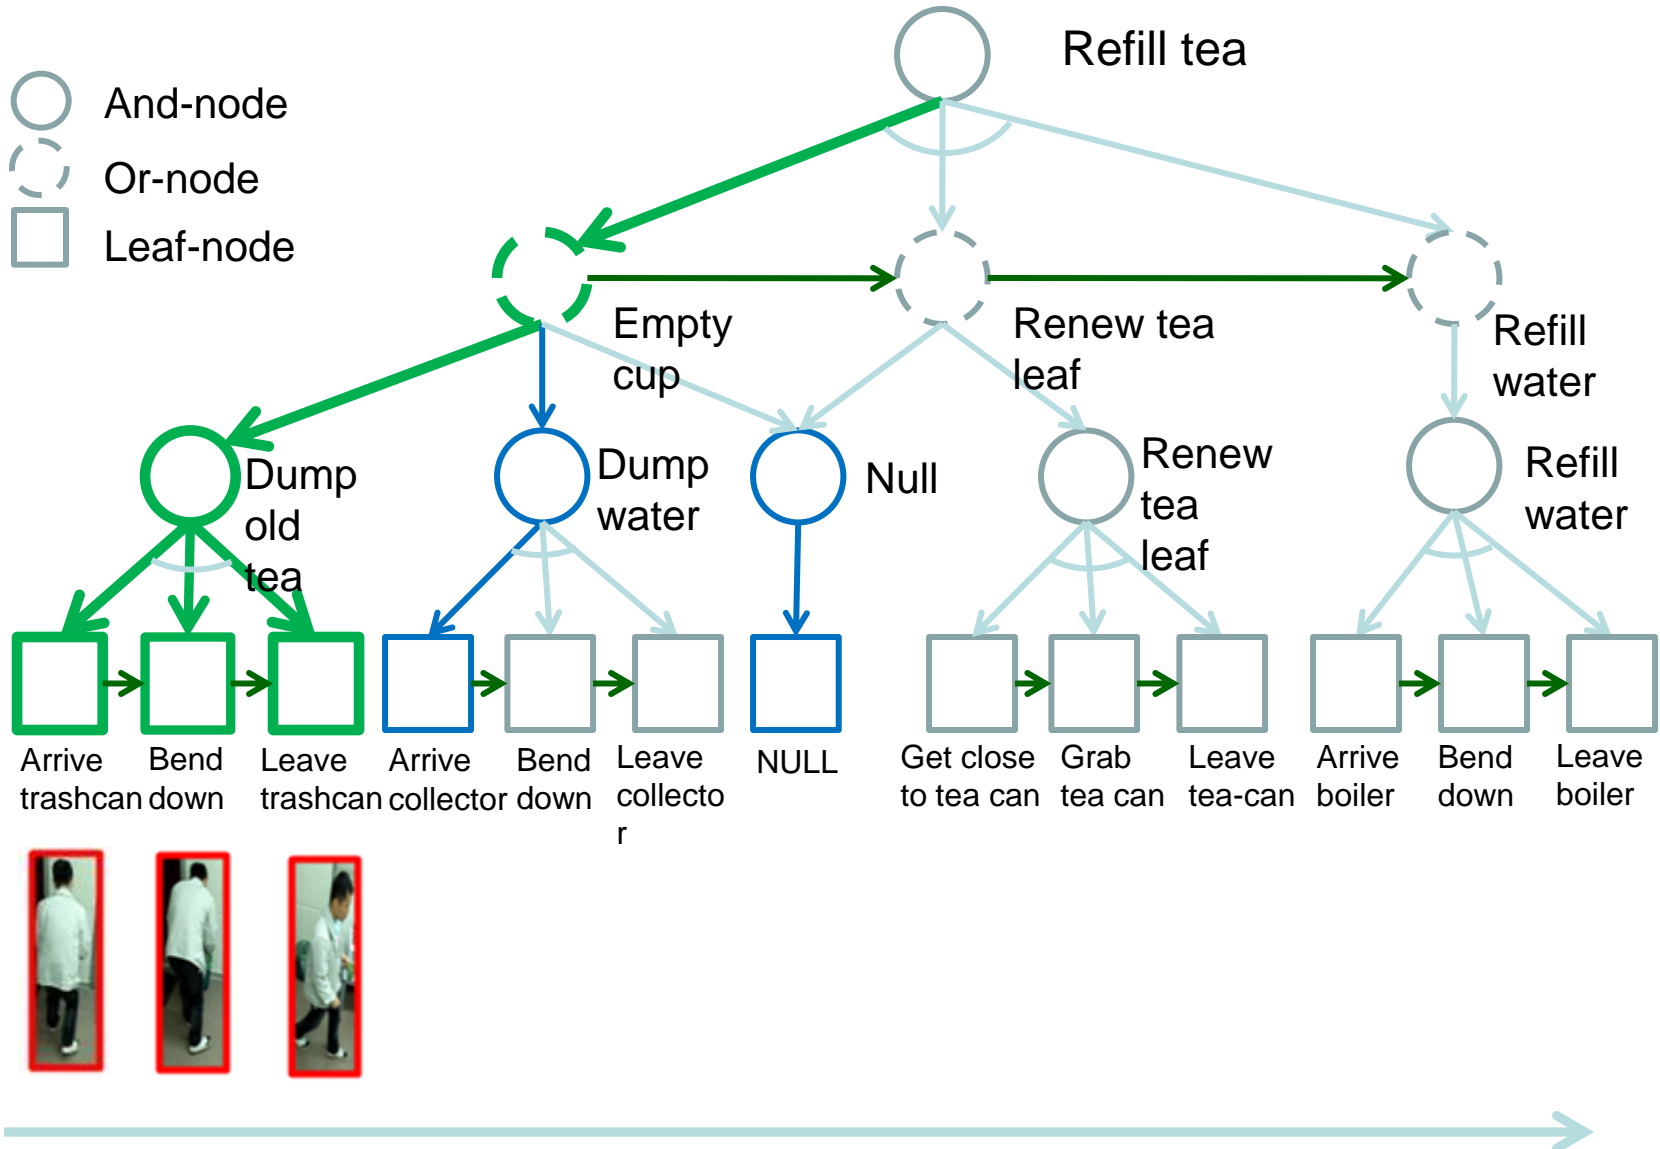 Refill tea
And-node
Or-node
Leaf-node
Empty
cup
Renew tea
leaf
Refill
water
Dump
old
tea
Dump
water
Null
Renew
tea
leaf
Refill
water
Arrive
trashcan
Bend
down
Leave
trashcan
Arrive
collector
Bend
down
Leave
collecto
r
NULL
Get close
to tea can
Grab
tea can
Leave
tea-can
Arrive
boiler
Bend
down
Leave
boiler